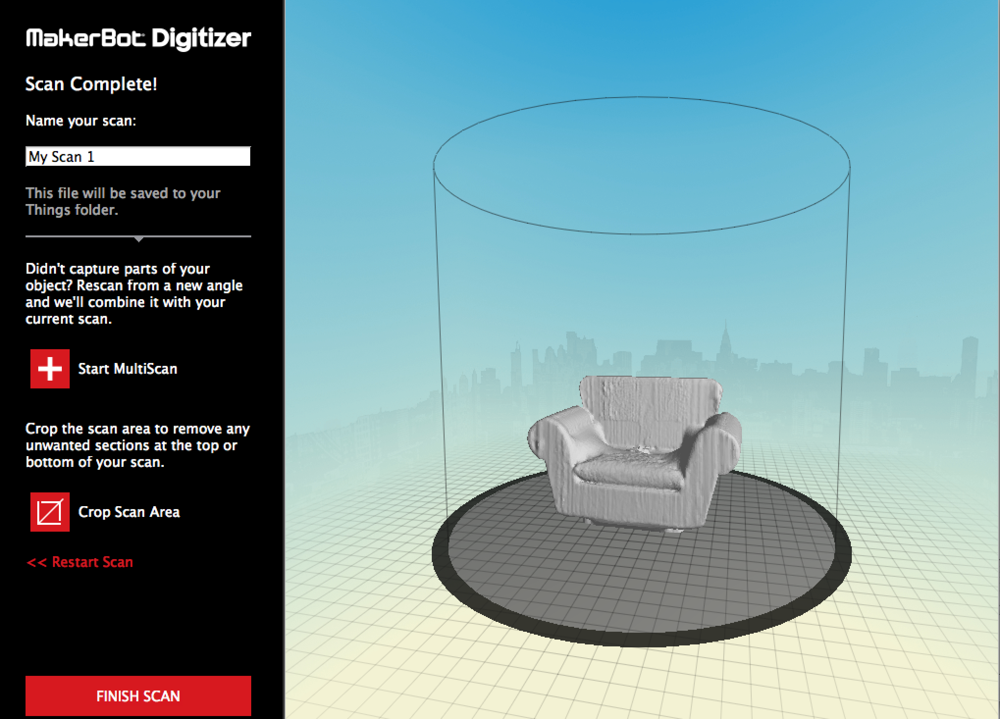 MakerBot Digitizer
Scan Complete!
Name your scan:
My Scan 1
This file will be saved to your
Things folder.
Didn't capture parts of your
object? Rescan from a new angle
and we'll combine it with your
current scan.
Start MultiScan
Crop the scan area to remove any
unwanted sections at the top or
bottom of your scan.
Crop Scan Area
<< Restart Scan
FINISH SCAN